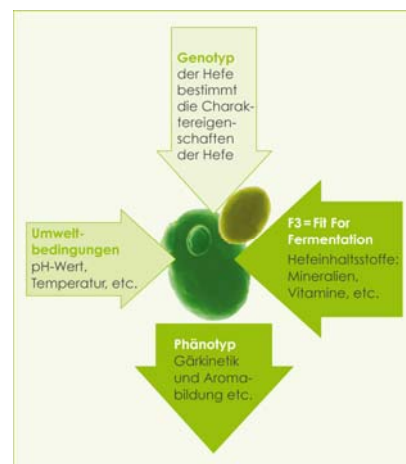 Genotyp
der Hefe
bestimmt
die Charak-
tereigen-
schaften
der Hefe
Umwelt-
bedingungen
pH-Wert,
Temperatur, etc.
F3=Fit For
Fermentation
Hefeinhaltsstoffe:
Mineralien,
Vitamine, etc.
Phänotyp
Gärkinetik
und Aroma-
bildung etc.